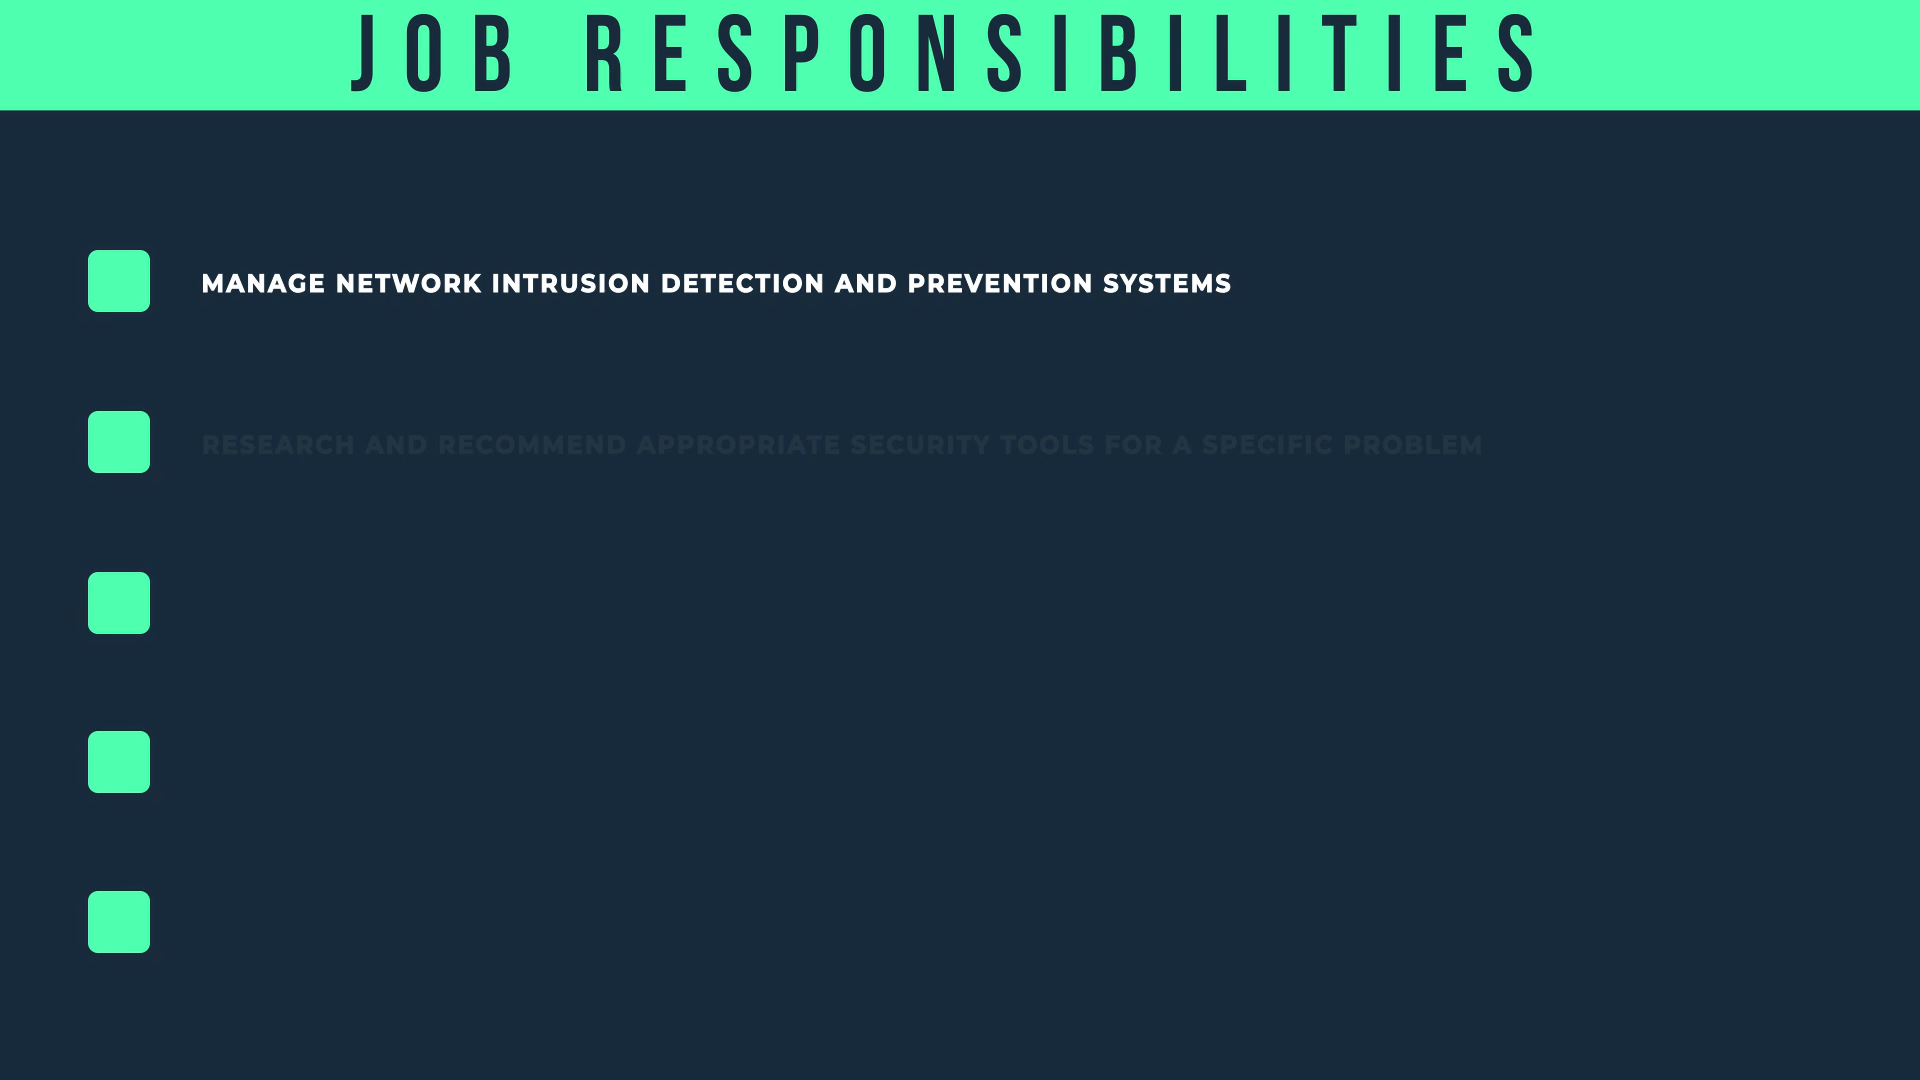 JOB RESPONSIBILITIES
MANAGE NETWORK INTRUSION DETECTION AND PREVENTION SYSTEMS
RESEARCH AND RECOMMEND APPROPRIATE SECURITY TOOLS FOR A SPECIFIC PROBLEM